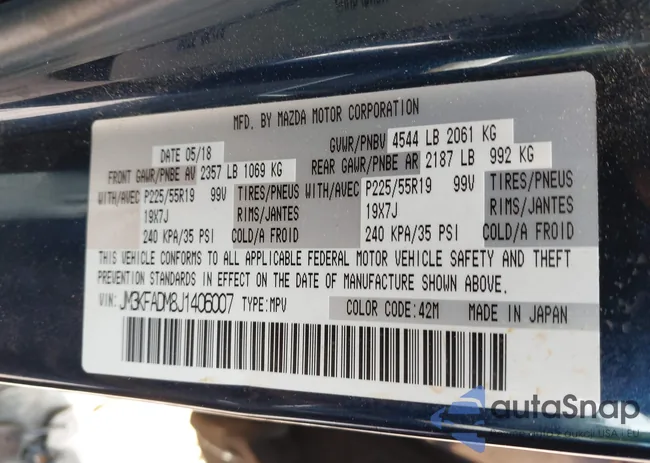 MFD. BY MAZDA MOTOR CORPORATION
DATE 05/18
GVWR/PNBV 4544 LB 2061 KG
FRONT GAWR/PNBE AV 2357 LB 1069 KG
REAR GAWR/PNBE AR 2187 LB 992 KG
WITH/AVEC P225/55R19 99V TIRES/PNEUS
WITH/AVEC P225/55R19 99V TIRES/PNEUS
19X7J RIMS/JANTES
19X7J RIMS/JANTES
240 KPA/35 PSI COLD/A FROID
240 KPA/35 PSI COLD/A FROID
THIS VEHICLE CONFORMS TO ALL APPLICABLE FEDERAL MOTOR VEHICLE SAFETY AND THEFT
PREVENTION STANDARDS IN EFFECT ON THE DATE OF MANUFACTURE SHOWN ABOVE.
VIN: JM3KFADM8J1406007 TYPE: MPV
COLOR CODE: 42M MADE IN JAPAN
autoSnap